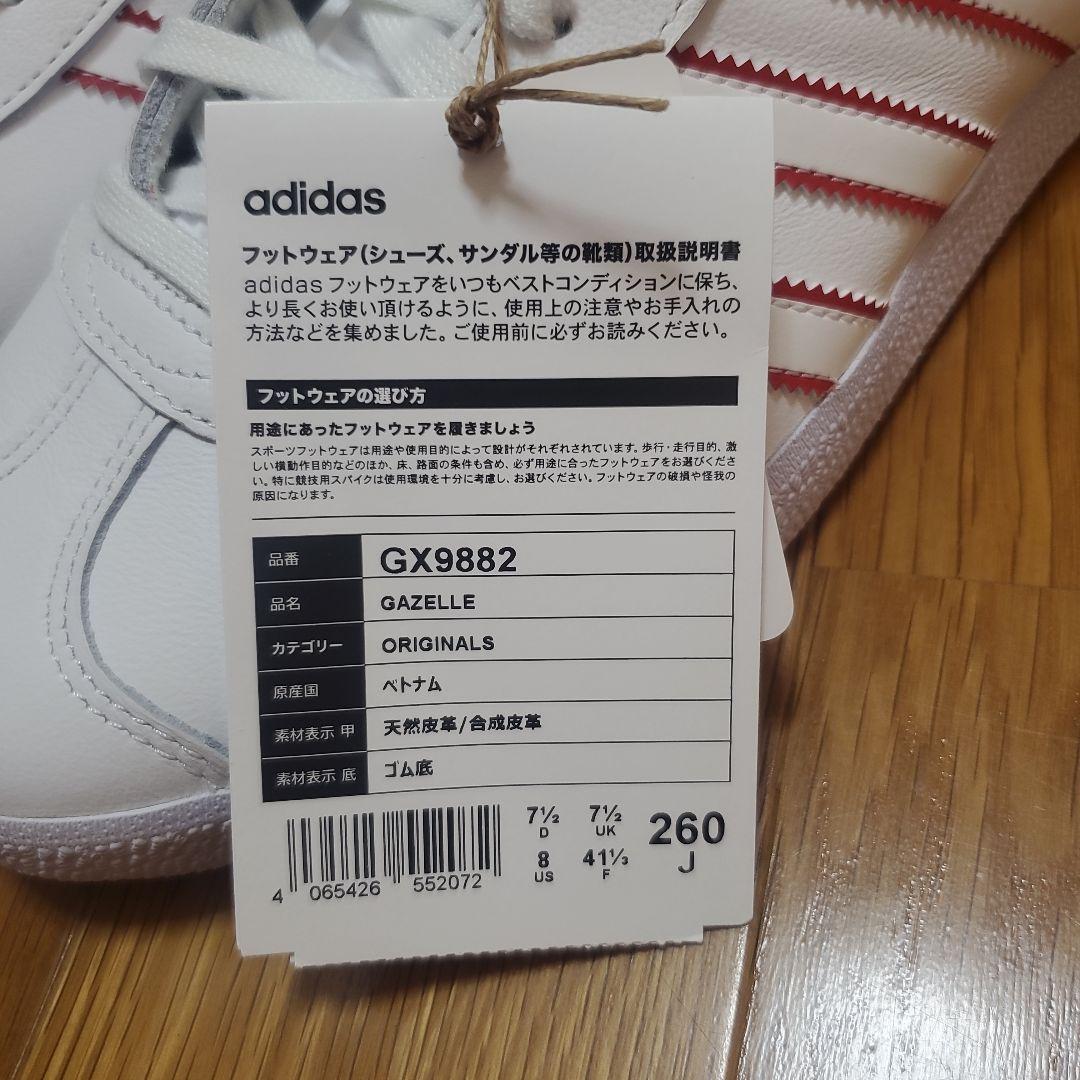 adidas
フットウェア(シューズ、サンダル等の靴類)取扱説明書
adidas フットウェアをいつもベストコンディションに保ち、
より長くお使い頂けるように、使用上の注意やお手入れの
方法などを集めました。ご使用前に必ずお読みください。
フットウェアの選び方
用途にあったフットウェアを履きましょう
スポーツフットウェアは用途や使用目的によって設計がそれぞれされています。歩行・走行目的、激
しい横動作目的などのほか、床、路面の条件も含め、必ず用途に合ったフットウェアをお選びくださ
い。特に競技用スパイクは使用環境を十分に考慮し、お選びください。フットウェアの破損や怪我の
原因になります。
品番 GX9882
品名 GAZELLE
カテゴリー ORIGINALS
原産国 ベトナム
素材表示 甲 天然皮革/合成皮革
素材表示 底 ゴム底
7½ 7½ 260
D UK J
8 41⅓
US F
4 065426 552072